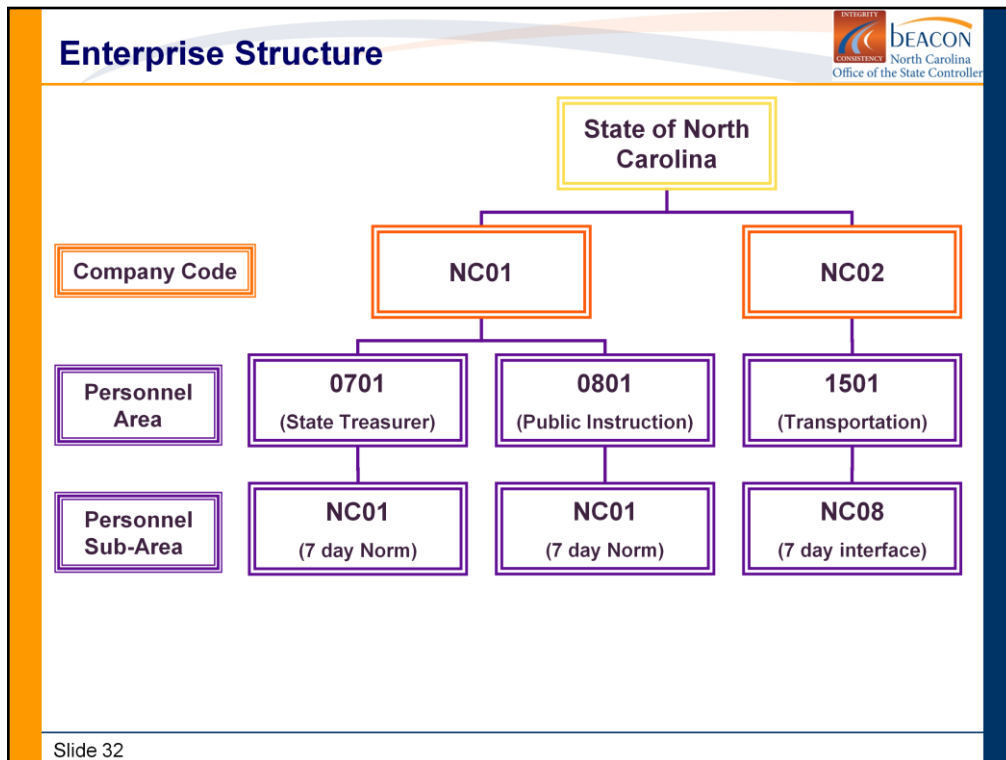 Enterprise Structure
INTEGRITY
CONSISTENCY
bEACON
North Carolina
Office of the State Controller
State of North
Carolina
Company Code
NC01
NC02
Personnel
Area
0701
(State Treasurer)
0801
(Public Instruction)
1501
(Transportation)
Personnel
Sub-Area
NC01
(7 day Norm)
NC01
(7 day Norm)
NC08
(7 day interface)
Slide 32